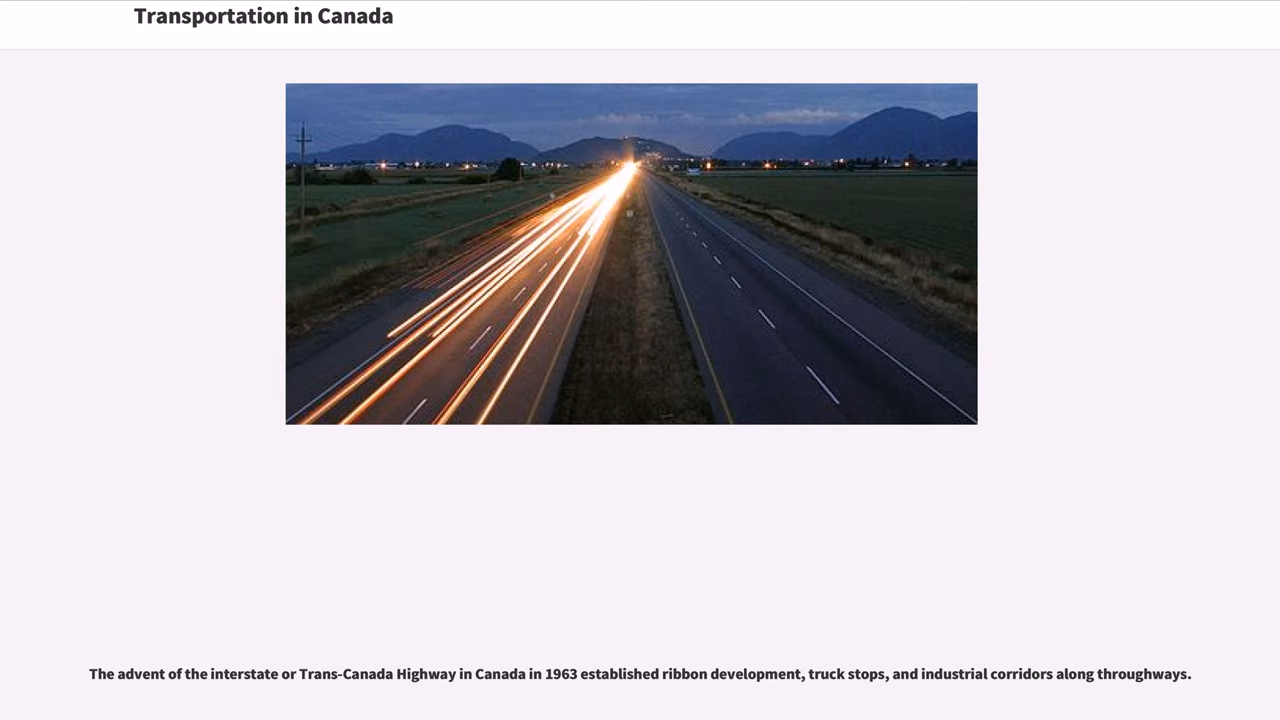 Transportation in Canada
The advent of the interstate or Trans-Canada Highway in Canada in 1963 established ribbon development, truck stops, and industrial corridors along throughways.